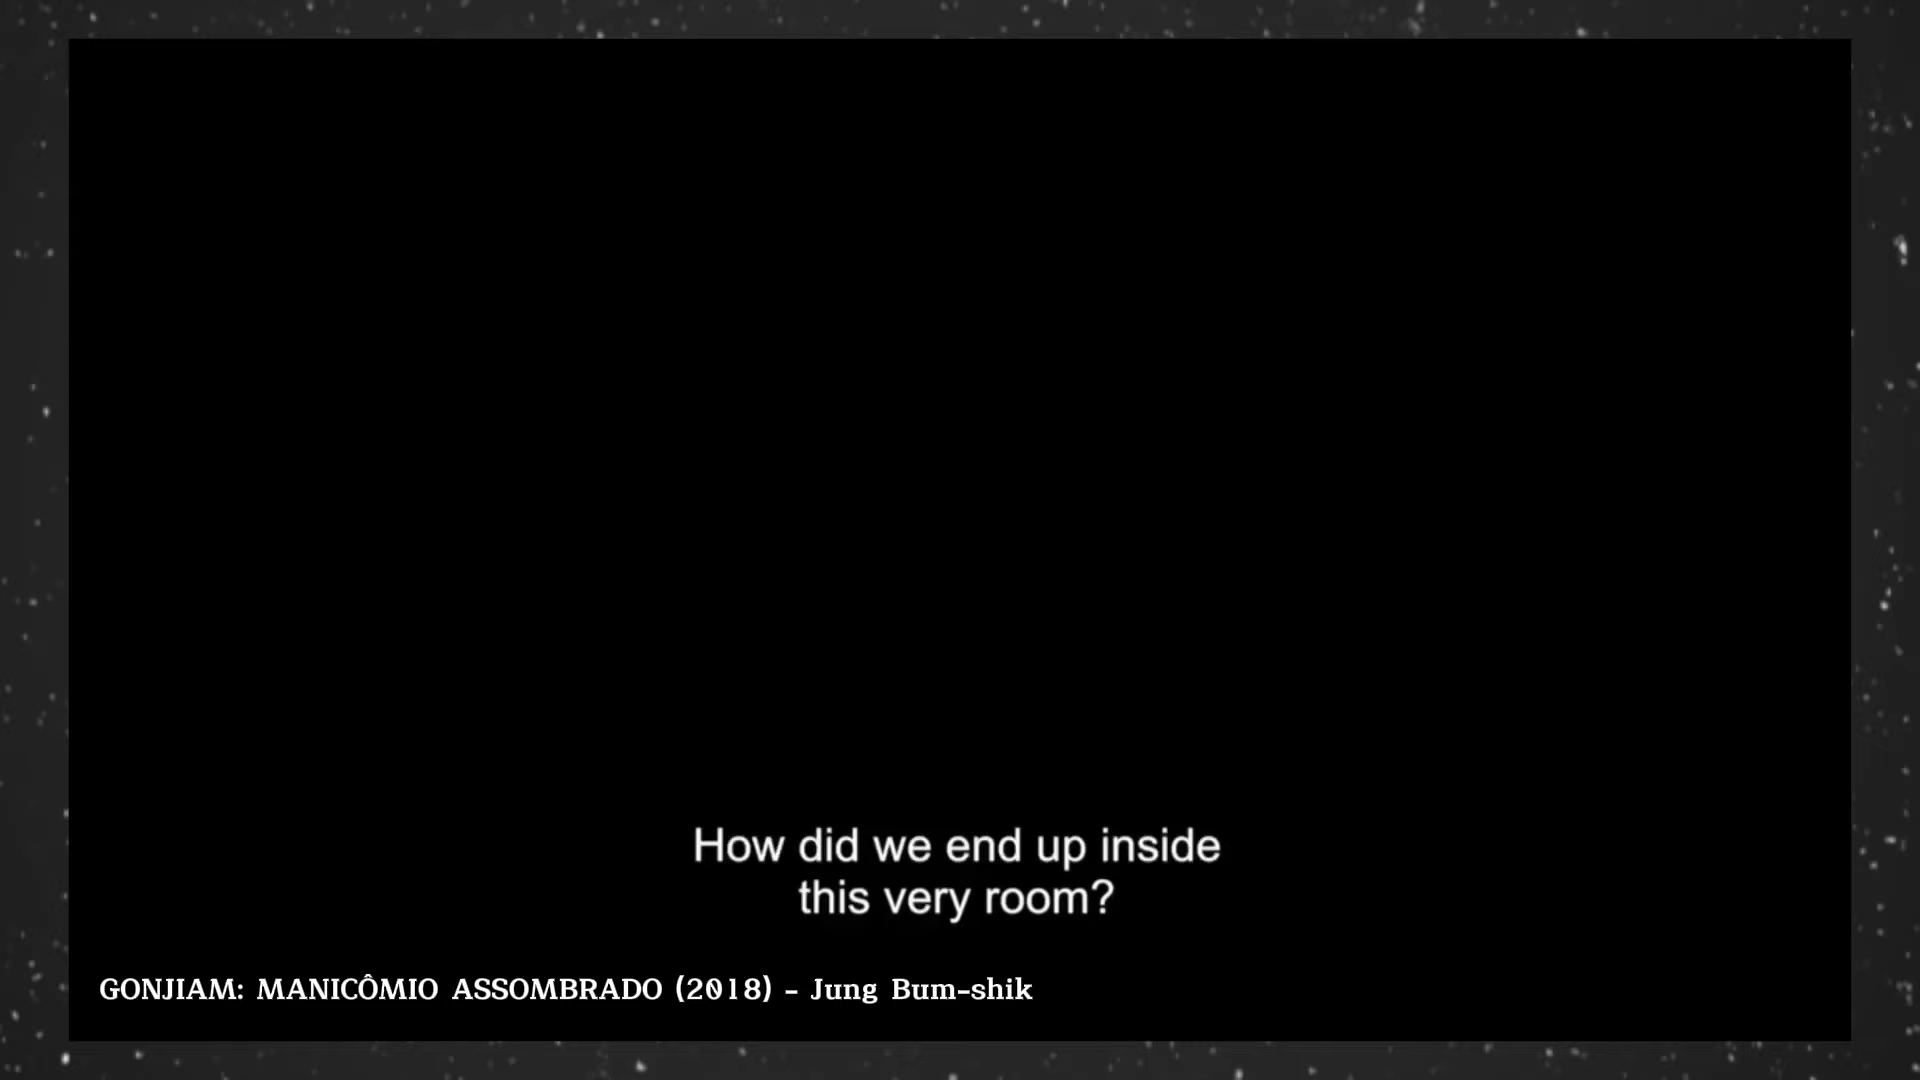 How did we end up inside
this very room?
GONJIAM: MANICÔMIO ASSOMBRADO (2018) - Jung Bum-shik